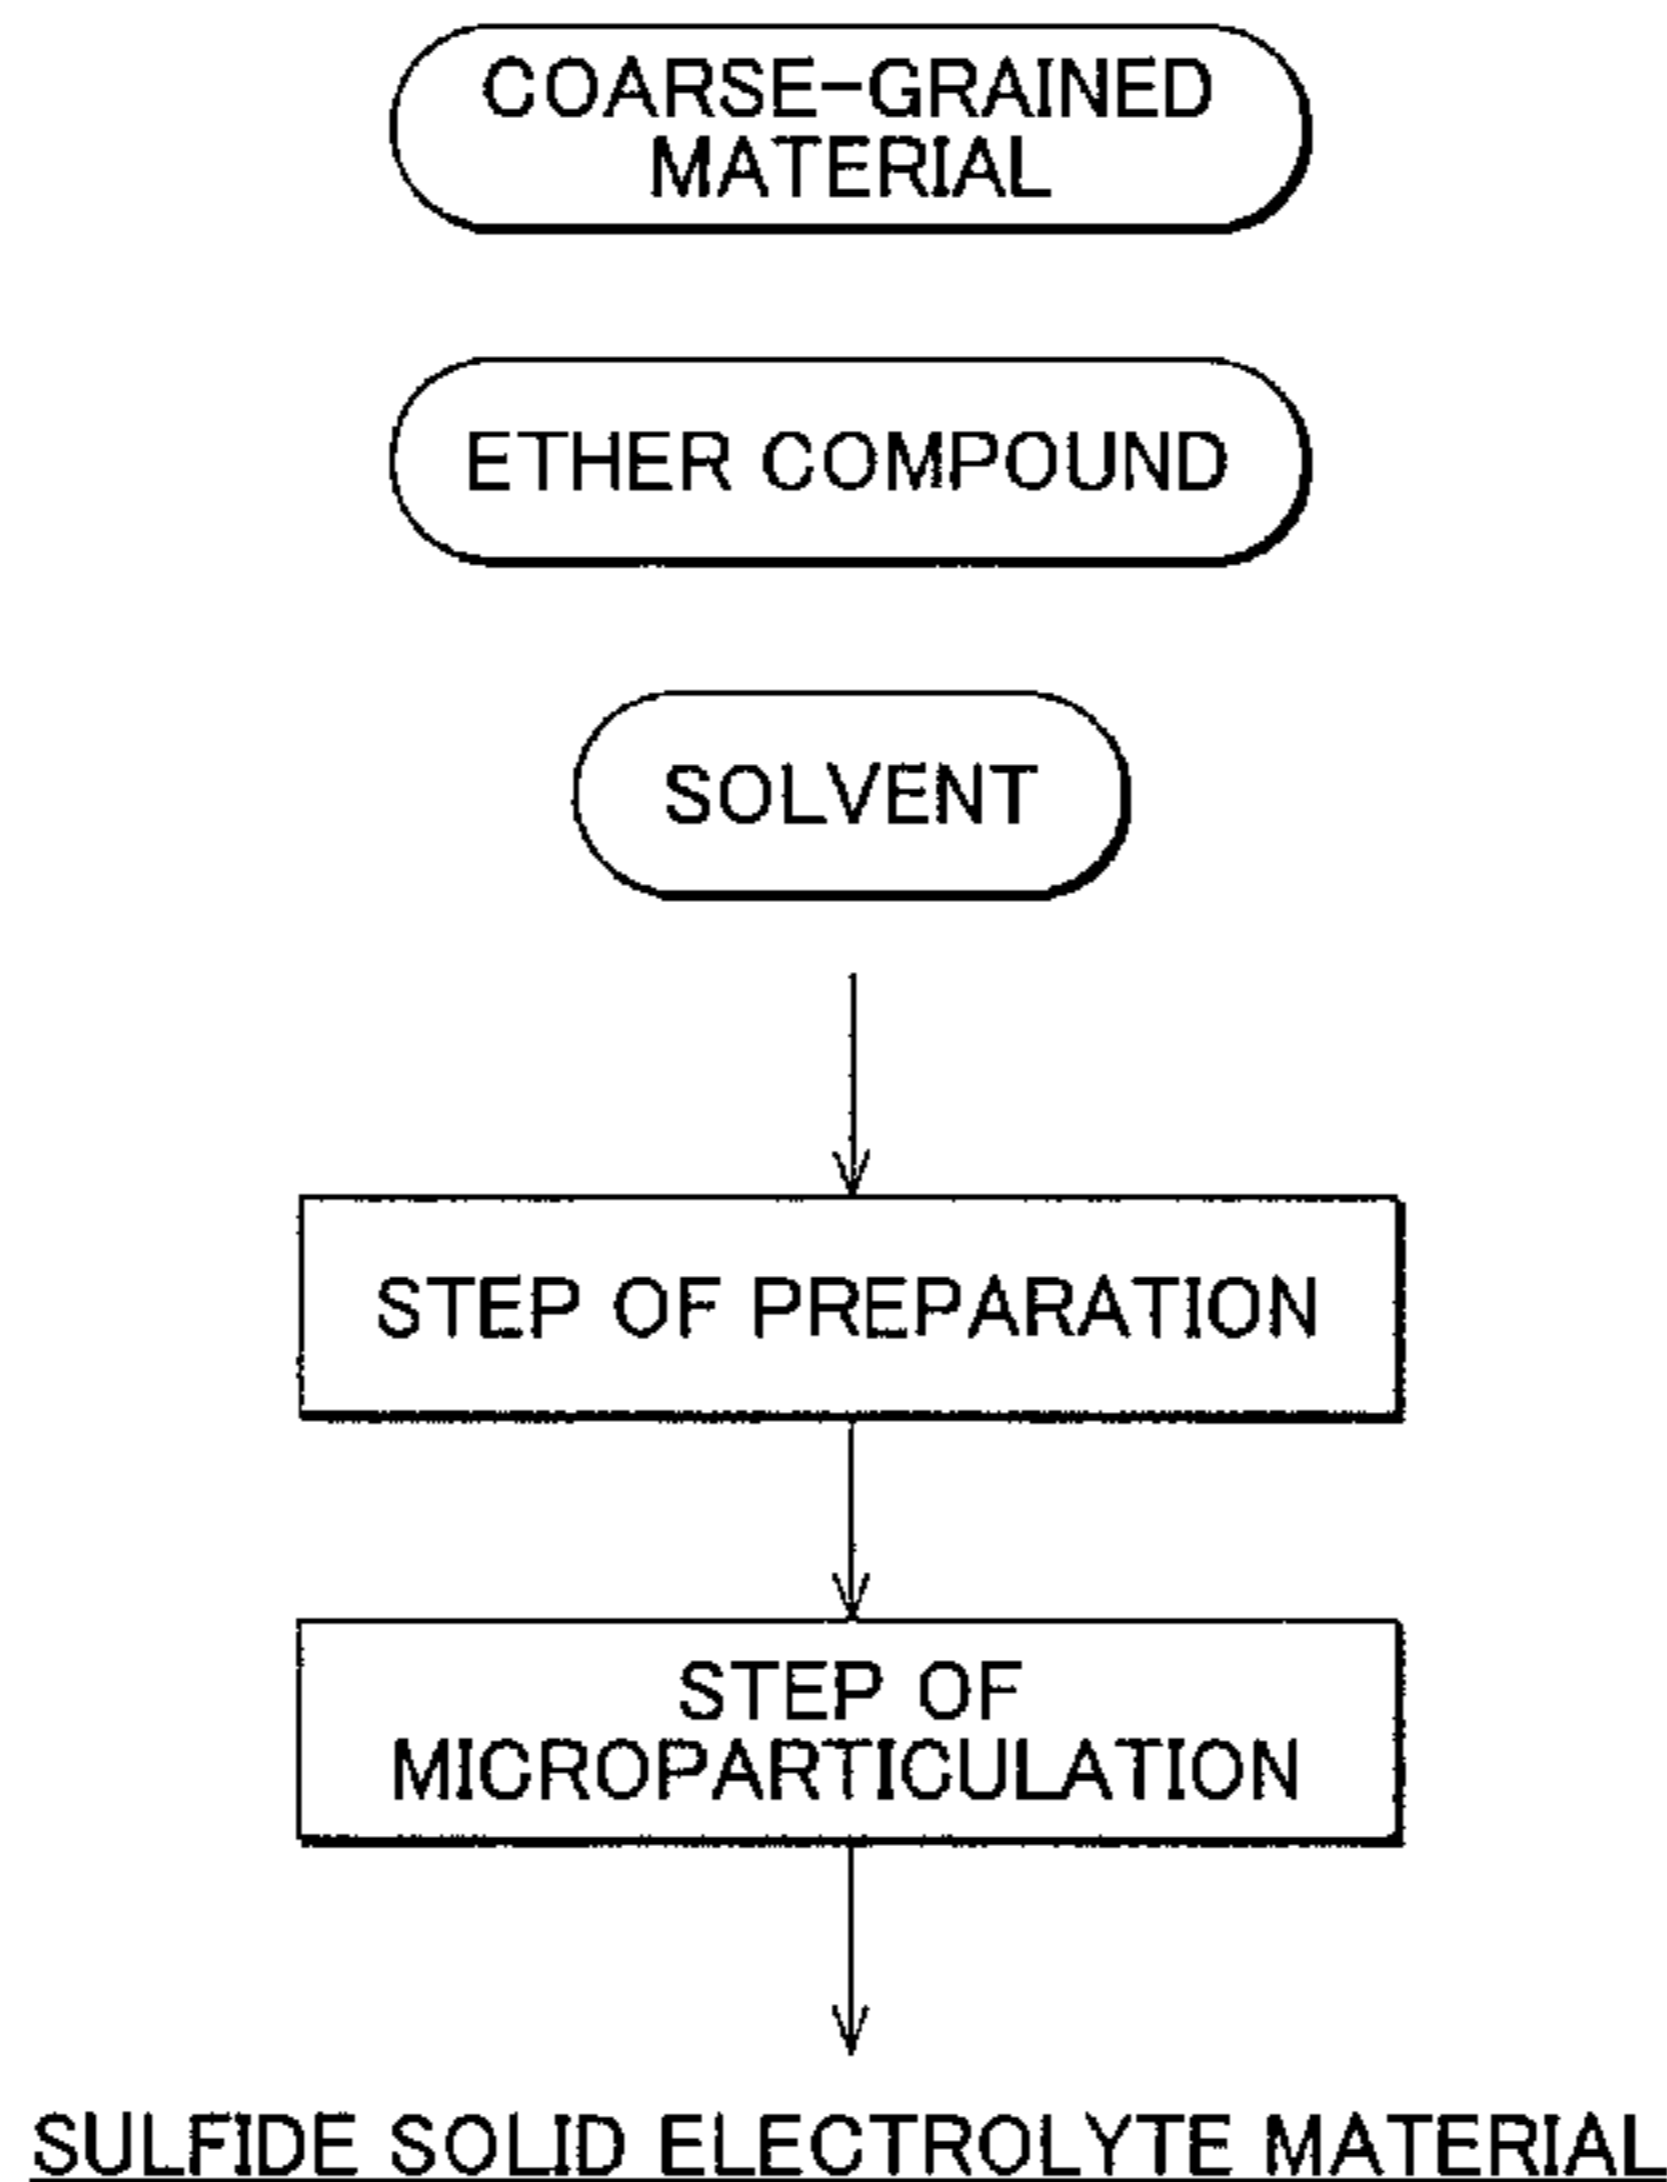 COARSE-GRAINED
MATERIAL
ETHER COMPOUND
SOLVENT
STEP OF PREPARATION
STEP OF
MICROPARTICULATION
SULFIDE SOLID ELECTROLYTE MATERIAL